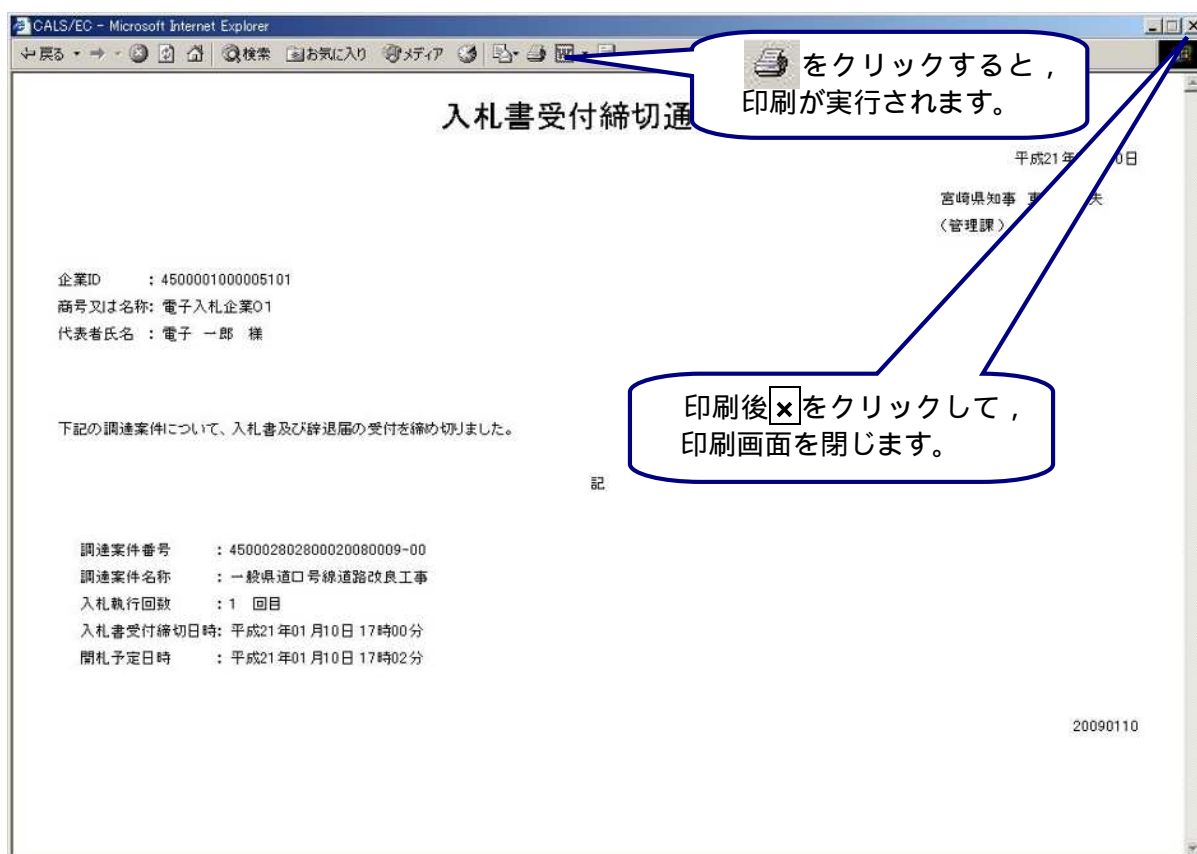 CALS/EC - Microsoft Internet Explorer
戻る 検索 お気に入り メディア
をクリックすると，
印刷が実行されます。
入札書受付締切通
平成21年 0日
宮崎県知事
（管理課）
企業ID : 4500001000005101
商号又は名称: 電子入札企業01
代表者氏名 : 電子 一郎 様
印刷後×をクリックして，
印刷画面を閉じます。
下記の調達案件について、入札書及び辞退届の受付を締め切りました。
記
調達案件番号 : 450002802800020080009-00
調達案件名称 : 一般県道口号線道路改良工事
入札執行回数 : 1 回目
入札書受付締切日時: 平成21年01月10日 17時00分
開札予定日時 : 平成21年01月10日 17時02分
20090110